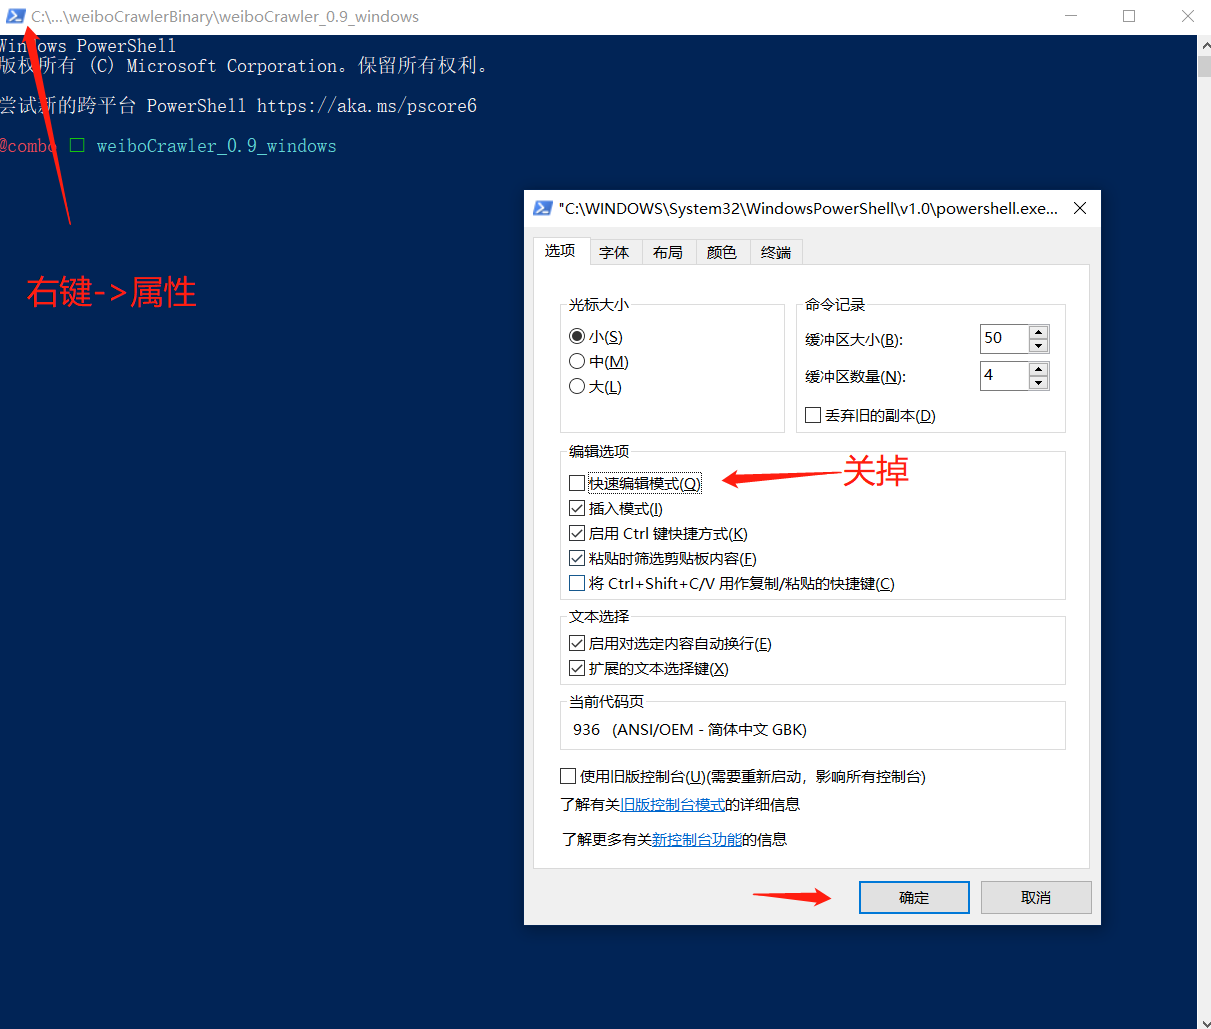 C:\...\weiboCrawlerBinary\weiboCrawler_0.9_windows
Windows PowerShell
版权所有 (C) Microsoft Corporation。保留所有权利。
尝试新的跨平台 PowerShell https://aka.ms/pscore6
@combo □ weiboCrawler_0.9_windows
右键->属性
"C:\WINDOWS\System32\WindowsPowerShell\v1.0\powershell.exe...
选项 字体 布局 颜色 终端
光标大小
小(S)
中(M)
大(L)
命令记录
缓冲区大小(B): 50
缓冲区数量(N): 4
丢弃旧的副本(D)
编辑选项
快速编辑模式(Q)
关掉
插入模式(I)
启用 Ctrl 键快捷方式(K)
粘贴时筛选剪贴板内容(F)
将 Ctrl+Shift+C/V 用作复制/粘贴的快捷键(C)
文本选择
启用对选定内容自动换行(E)
扩展的文本选择键(X)
当前代码页
936 (ANSI/OEM - 简体中文 GBK)
使用旧版控制台(U)(需要重新启动，影响所有控制台)
了解有关旧版控制台模式的详细信息
了解更多有关新控制台功能的信息
确定 取消